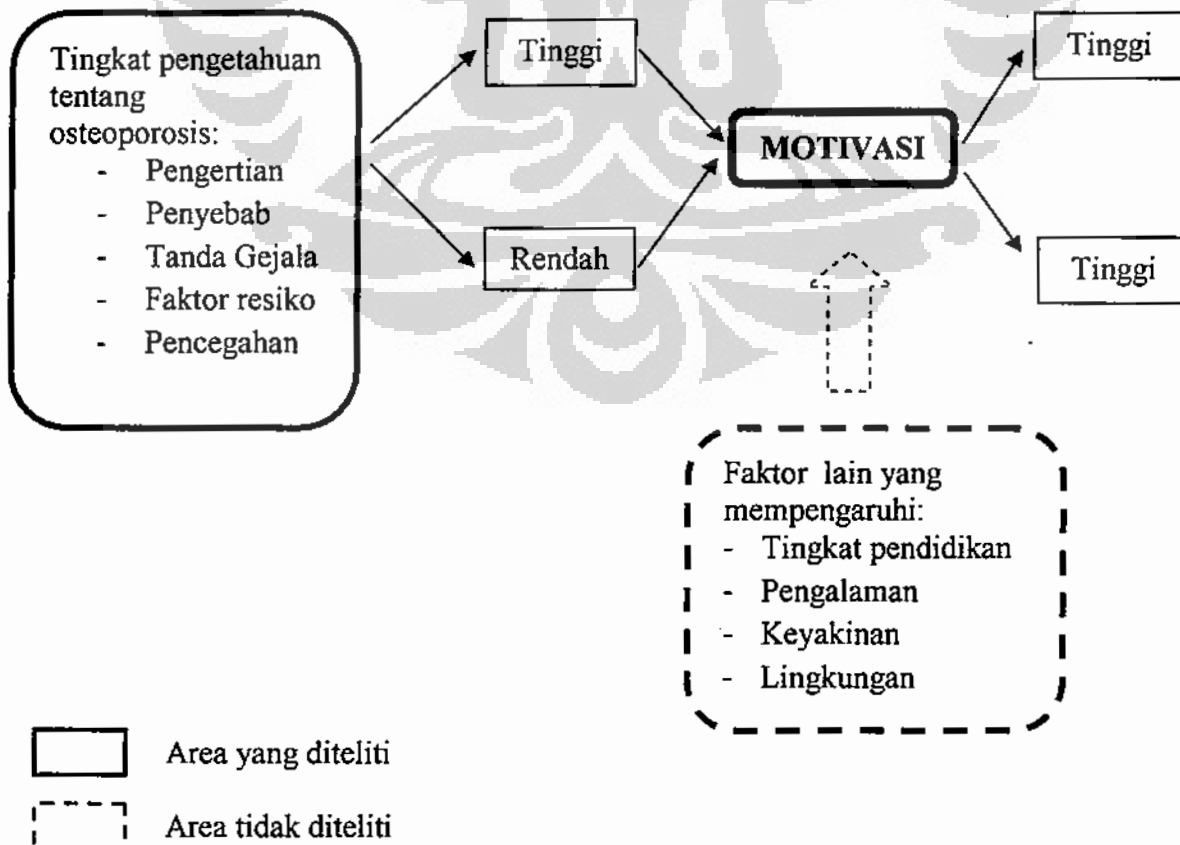 Tingkat pengetahuan
tentang
osteoporosis:
- Pengertian
- Penyebab
- Tanda Gejala
- Faktor resiko
- Pencegahan
Tinggi
Rendah
MOTIVASI
Tinggi
Tinggi
Faktor lain yang
mempengaruhi:
- Tingkat pendidikan
- Pengalaman
- Keyakinan
- Lingkungan
Area yang diteliti
Area tidak diteliti